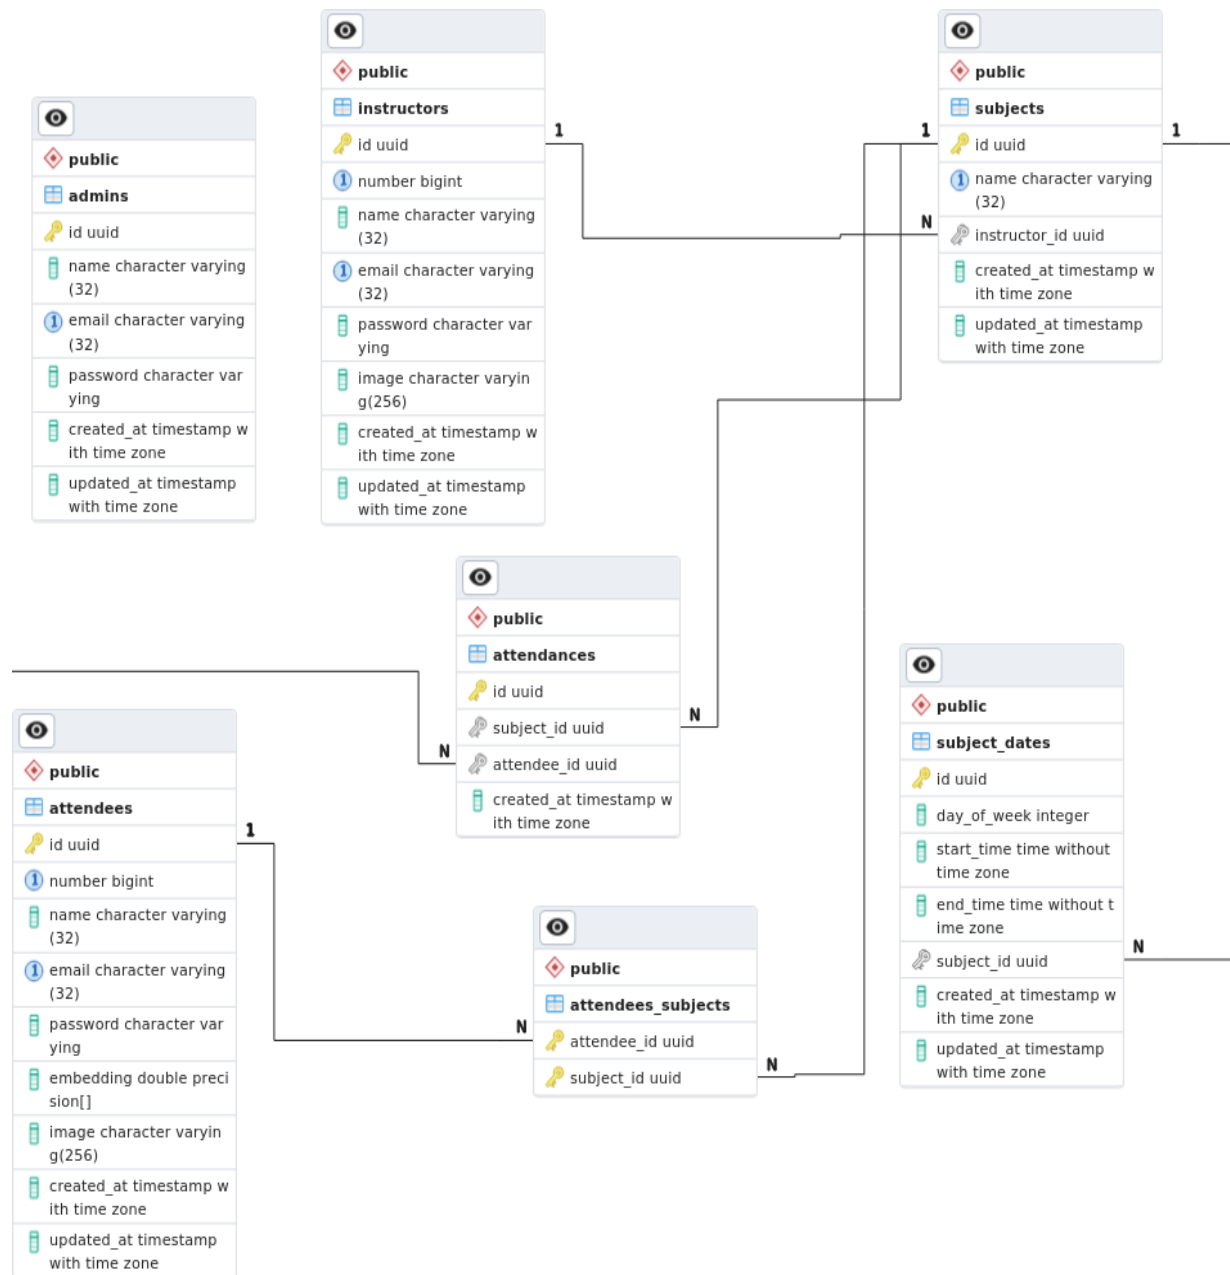 public
admins
id uuid
name character varying
(32)
1
email character varying
(32)
password character var
ying
created_at timestamp w
ith time zone
updated_at timestamp
with time zone
public
instructors
id uuid
1
1
number bigint
name character varying
(32)
1
email character varying
(32)
password character var
ying
image character varyin
g(256)
created_at timestamp w
ith time zone
updated_at timestamp
with time zone
public
subjects
1
id uuid
1
1
name character varying
(32)
N
instructor_id uuid
created_at timestamp w
ith time zone
updated_at timestamp
with time zone
public
attendances
id uuid
subject_id uuid
N
N
attendee_id uuid
created_at timestamp w
ith time zone
public
subject_dates
id uuid
day_of_week integer
start_time time without
time zone
end_time time without t
ime zone
subject_id uuid
N
created_at timestamp w
ith time zone
updated_at timestamp
with time zone
public
attendees
id uuid
1
1
number bigint
name character varying
(32)
1
email character varying
(32)
password character var
ying
embedding double preci
sion[]
image character varyin
g(256)
created_at timestamp w
ith time zone
updated_at timestamp
with time zone
public
attendees_subjects
N
attendee_id uuid
subject_id uuid
N